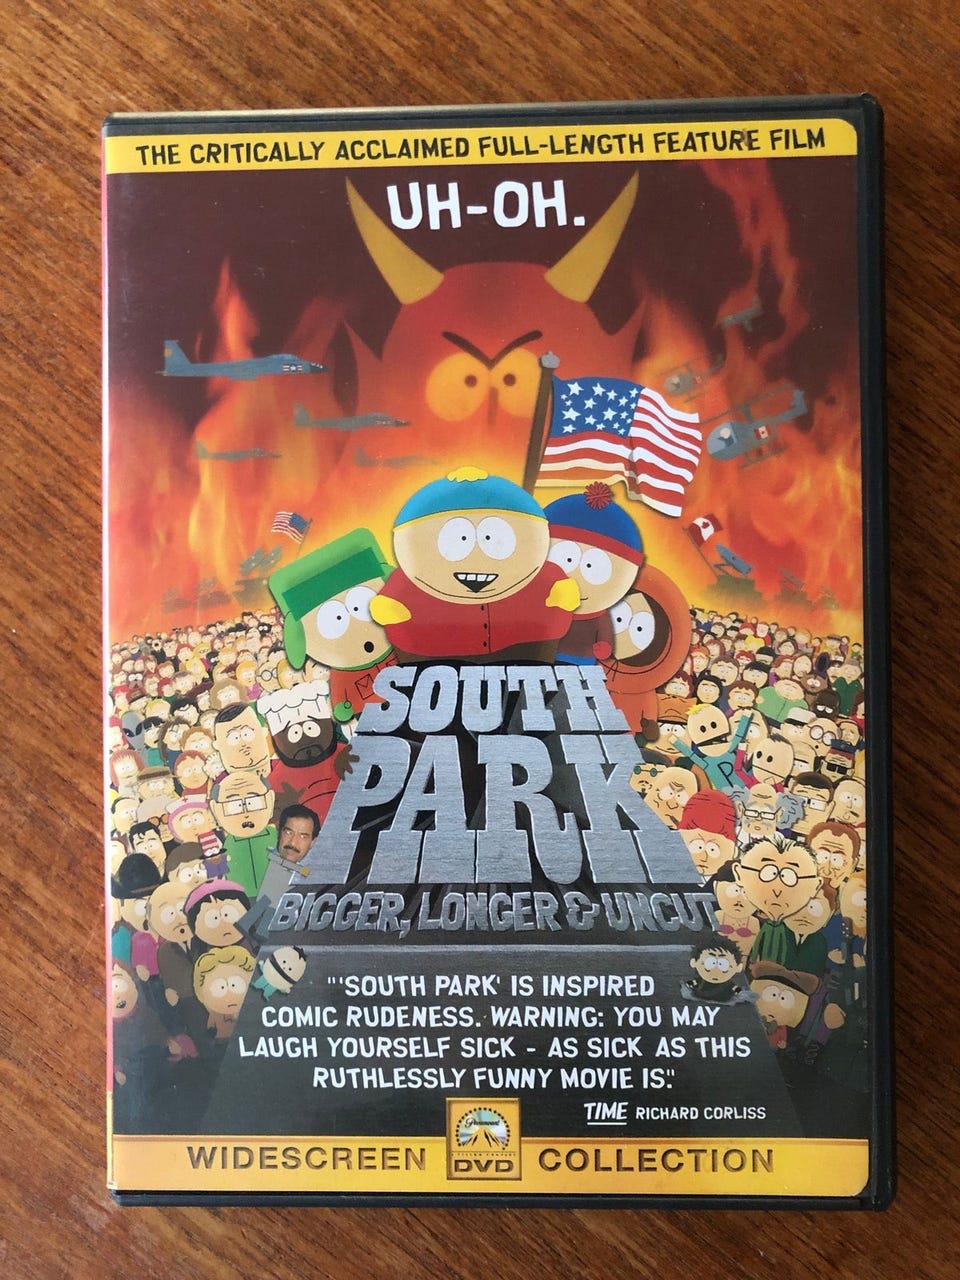 THE CRITICALLY ACCLAIMED FULL-LENGTH FEATURE FILM
UH-OH.
SOUTH
PARK
BIGGER, LONGER & UNCUT
"'SOUTH PARK' IS INSPIRED
COMIC RUDENESS. WARNING: YOU MAY
LAUGH YOURSELF SICK - AS SICK AS THIS
RUTHLESSLY FUNNY MOVIE IS."
TIME RICHARD CORLISS
Paramount
WIDESCREEN DVD COLLECTION